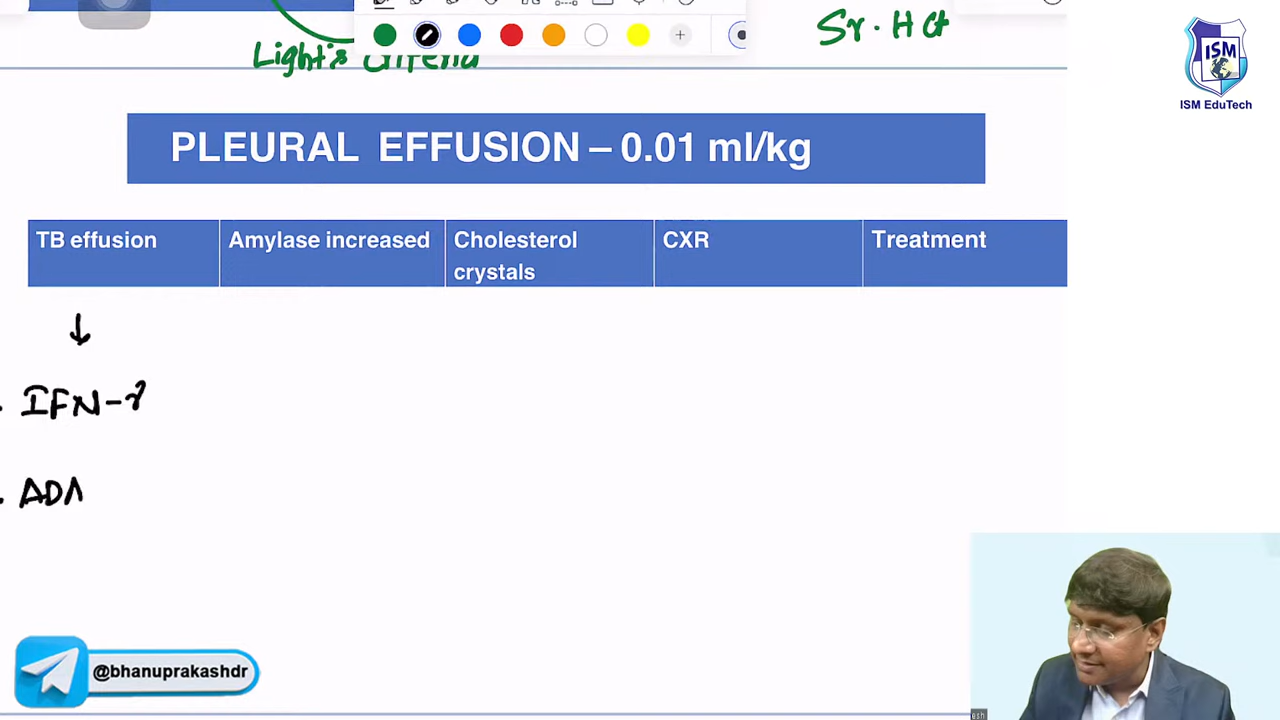 Sr. Hct
Light's Criteria
ISM
ISM EduTech
PLEURAL EFFUSION – 0.01 ml/kg
TB effusion
Amylase increased
Cholesterol
crystals
CXR
Treatment
↓
. IFN-γ
. ADA
@bhanuprakashdr